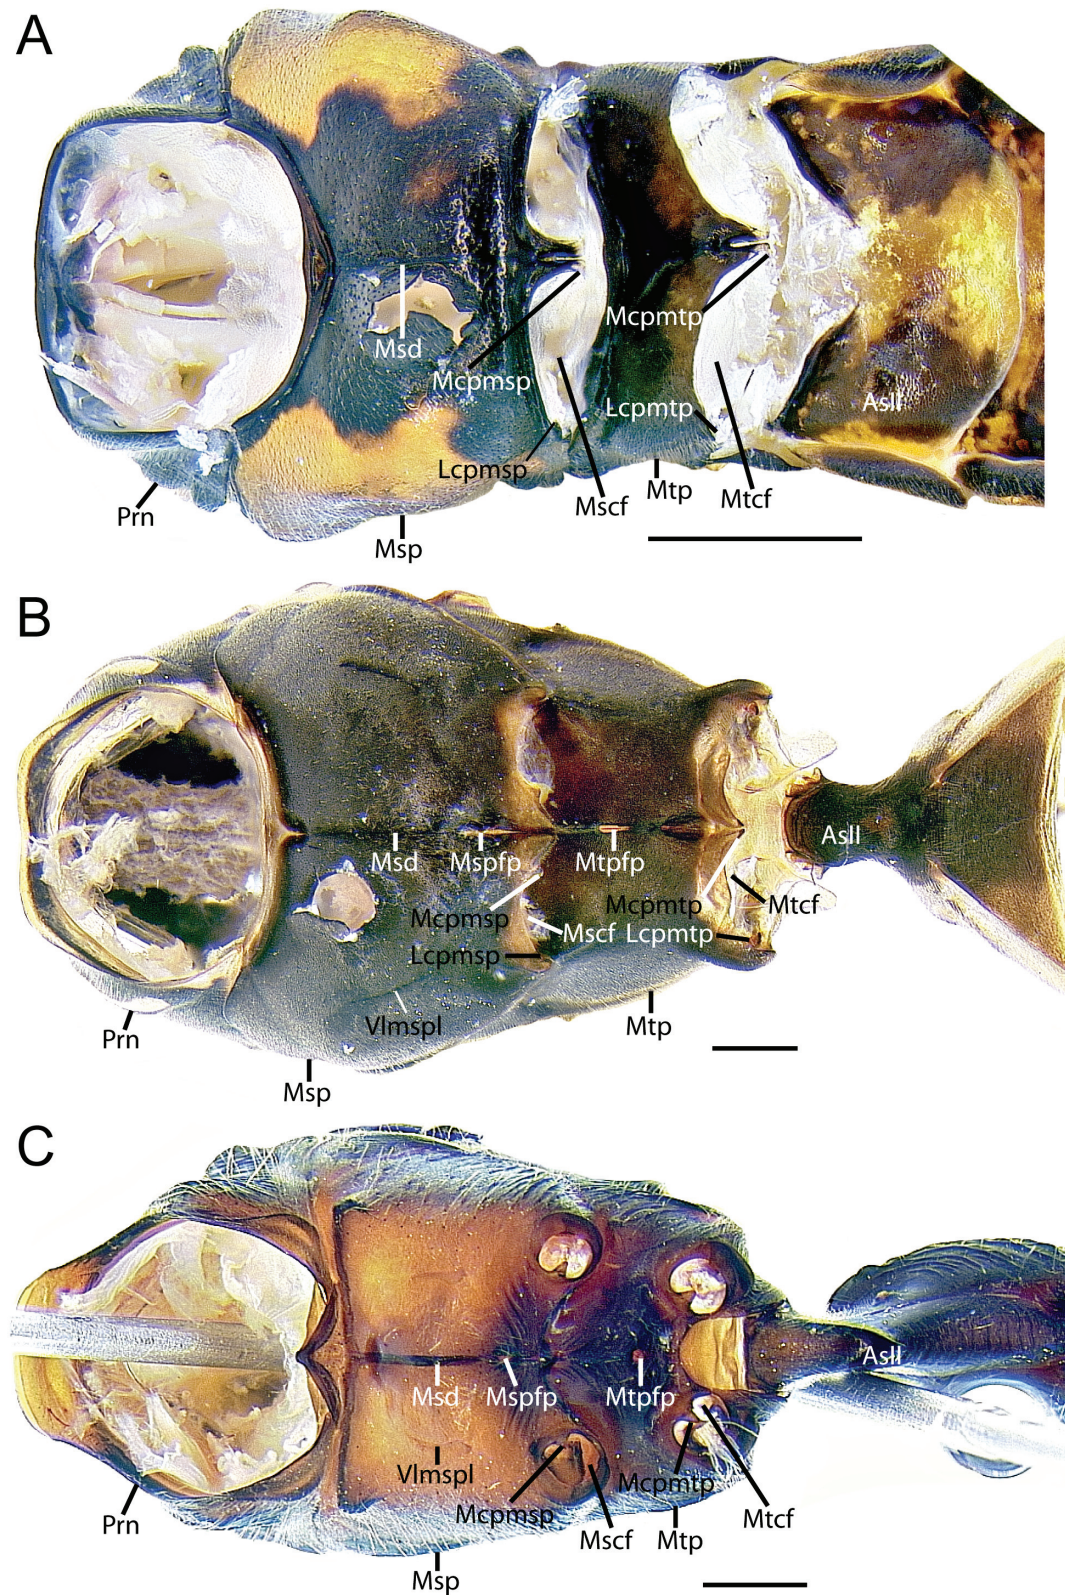 A
Msd
Mcpmsp
Mcpmtp
Lcpmsp
Lcpmtp
AsII
Prn
Msp
Mscf
Mtp
Mtcf
B
Msd
Mspfp
Mtpfp
AsII
Mcpmsp
Mcpmtp
Mtcf
Mscf
Lcpmtp
Lcpmsp
Vlmspl
Prn
Mtp
Msp
C
Msd
Mspfp
Mtpfp
AsII
Vlmspl
Mcpmsp
Mcpmtp
Prn
Mscf
Mtp
Mtcf
Msp